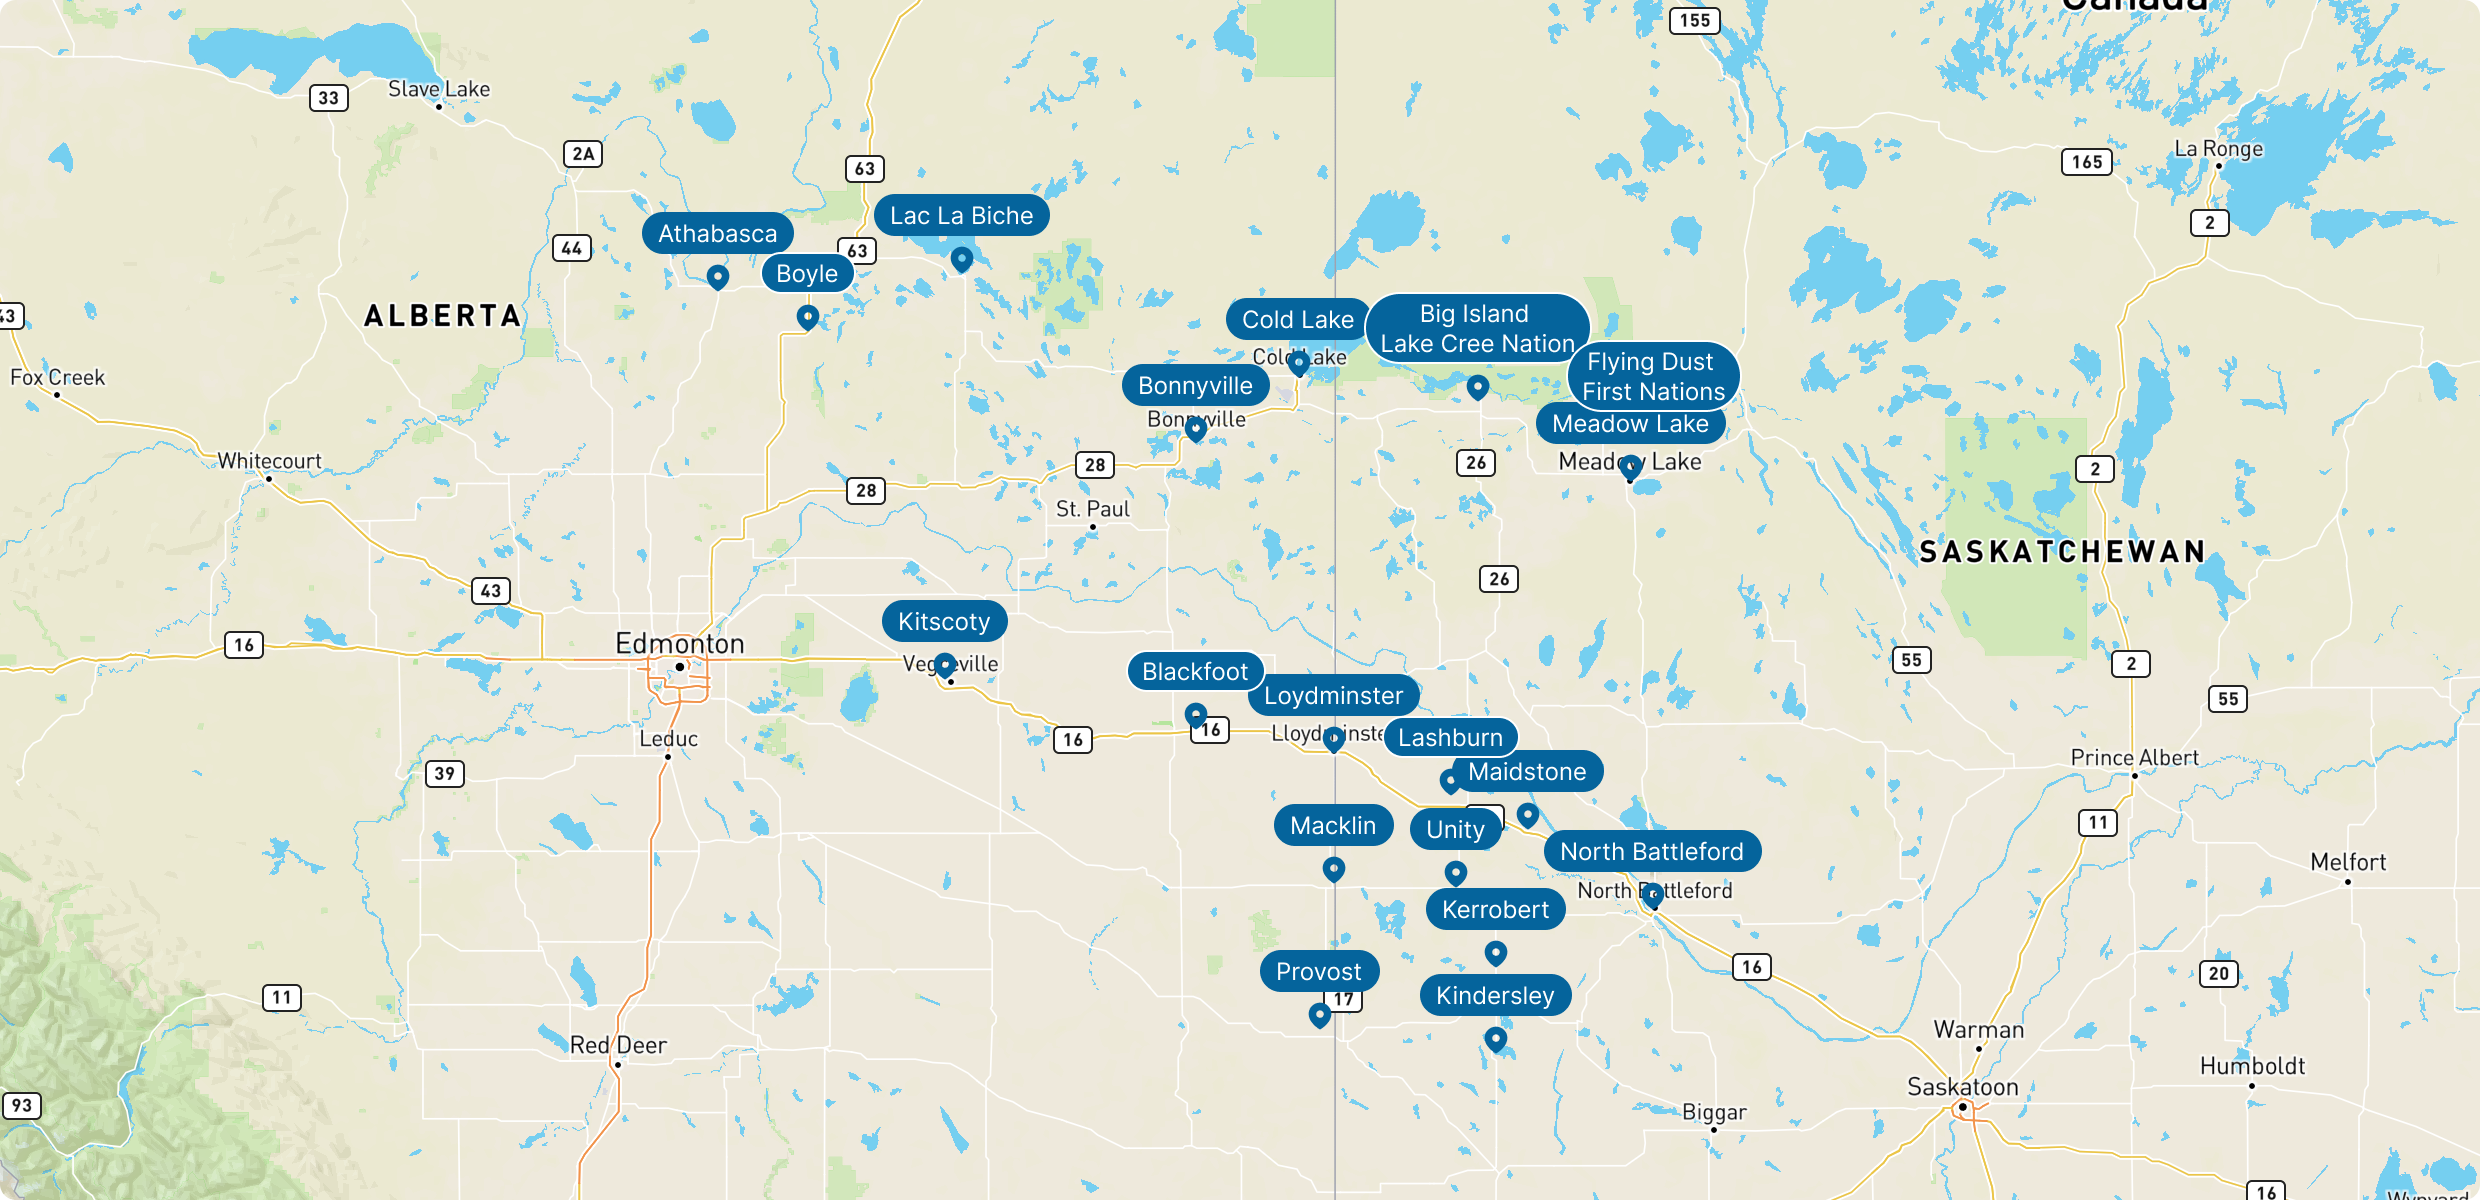 Canada
155
Slave Lake
33
2A
La Ronge
165
63
Lac La Biche
Athabasca
2
44
63
Boyle
ALBERTA
43
Cold Lake
Big Island
Lake Cree Nation
Cold Lake
Flying Dust
First Nations
Fox Creek
Bonnyville
Bonnyville
Meadow Lake
Whitecourt
28
26
Meadow Lake
2
28
St. Paul
SASKATCHEWAN
26
43
Kitscoty
16
Edmonton
Vegreville
Blackfoot
55
2
Loydminster
55
16
16
Lloydminster
Lashburn
Leduc
39
Maidstone
Prince Albert
Macklin
Unity
11
North Battleford
Melfort
North Battleford
Kerrobert
Provost
16
20
11
17
Kindersley
Warman
Red Deer
Humboldt
Saskatoon
93
Biggar
16
Wynyard